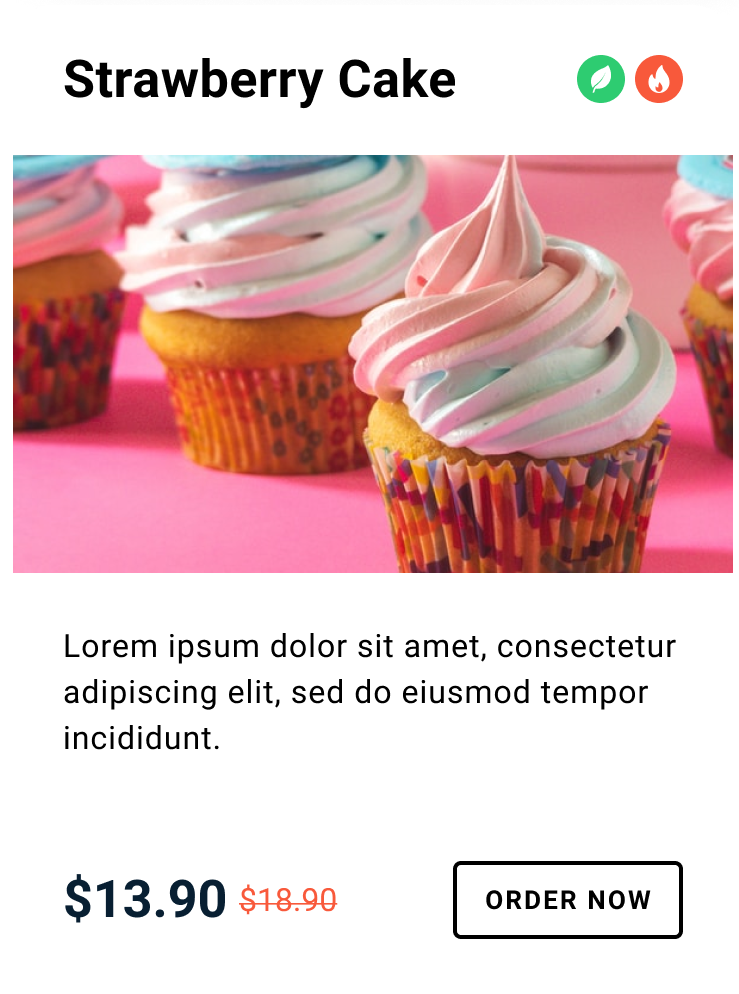 Strawberry Cake
Lorem ipsum dolor sit amet, consectetur
adipiscing elit, sed do eiusmod tempor
incididunt.
$13.90 $18.90
ORDER NOW